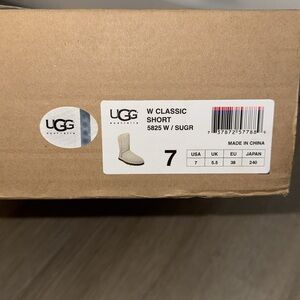 UGG
australia
UGG
australia
W CLASSIC
SHORT
5825 W / SUGR
7
MADE IN CHINA
USA UK EU JAPAN
7 5.5 38 240